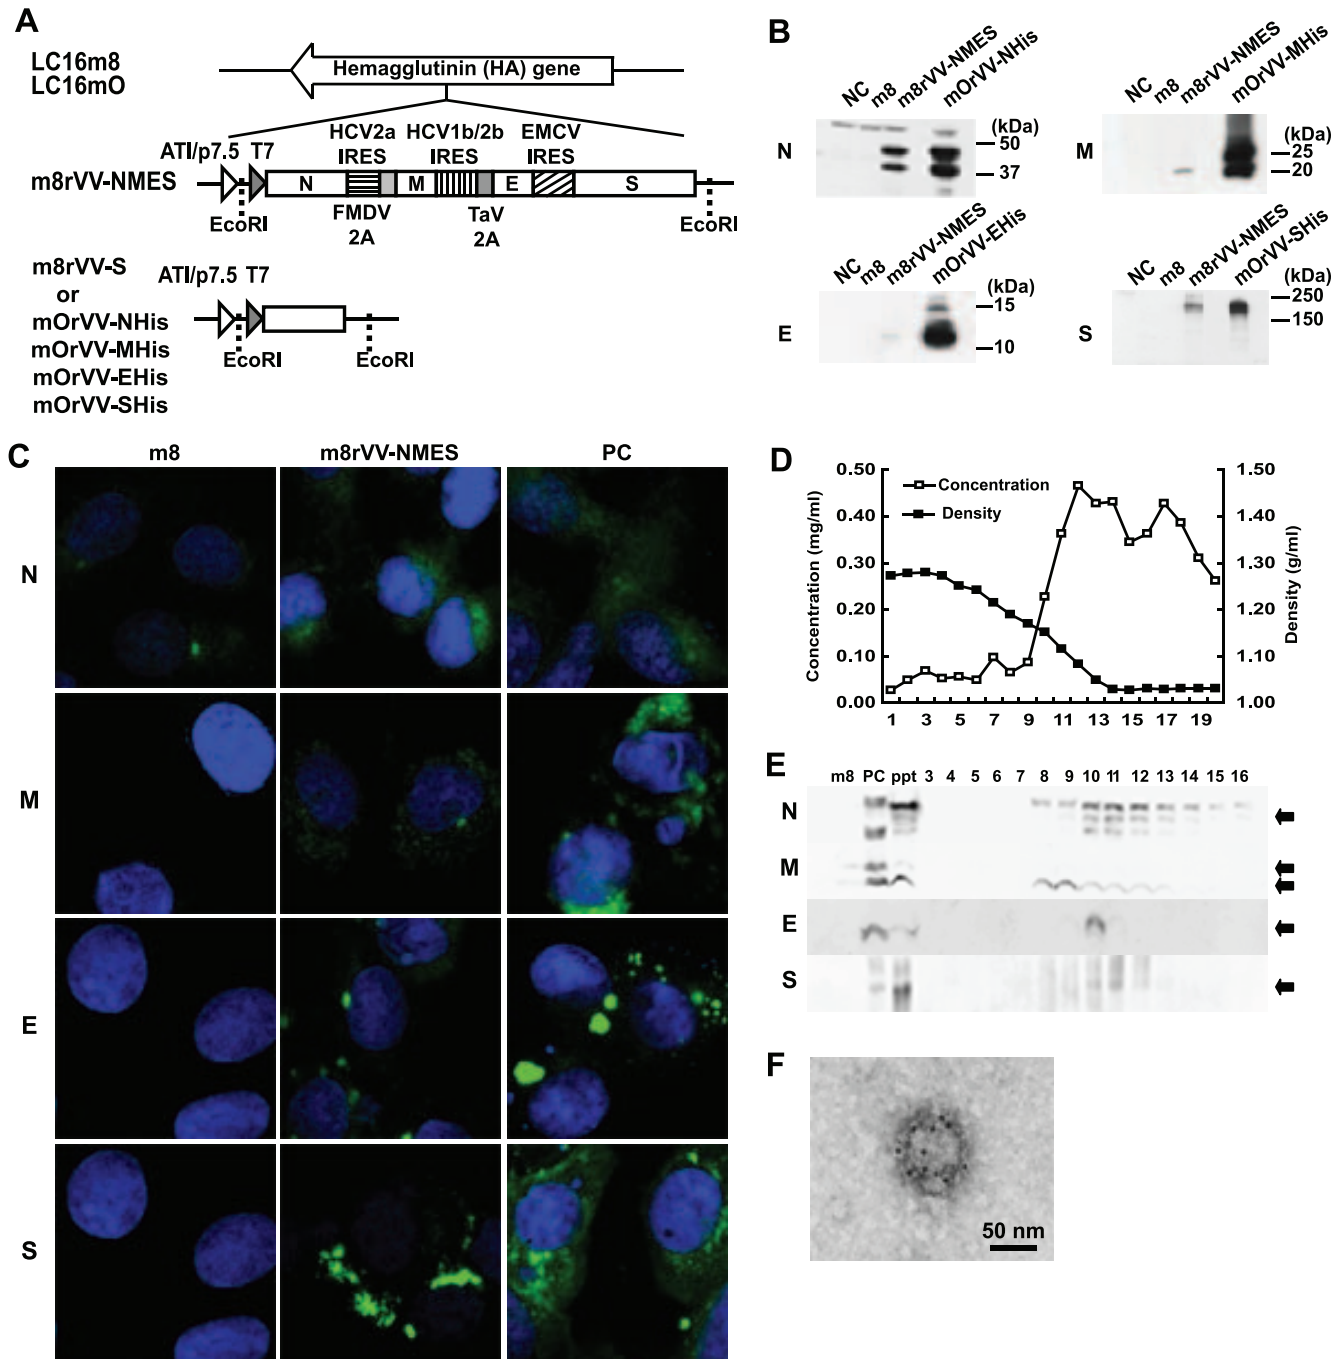 A
LC16m8
LC16mO
Hemagglutinin (HA) gene
HCV2a HCV1b/2b EMCV
ATI/p7.5 T7 IRES IRES IRES
m8rVV-NMES N M E S
EcoRI FMDV TaV EcoRI
2A 2A
m8rVV-S
or
mOrVV-NHis
mOrVV-MHis
mOrVV-EHis
mOrVV-SHis
ATI/p7.5 T7
EcoRI EcoRI
B
NC m8 m8rVV-NMES mOrVV-NHis
(kDa)
N
50
37
NC m8 m8rVV-NMES mOrVV-MHis
(kDa)
M
25
20
NC m8 m8rVV-NMES mOrVV-EHis
(kDa)
E
15
10
NC m8 m8rVV-NMES mOrVV-SHis
(kDa)
S
250
150
C
m8 m8rVV-NMES PC
N
M
E
S
D
Concentration (mg/ml)
0.50
0.40
0.30
0.20
0.10
0.00
Concentration
Density
1.50
1.40
1.30
1.20
1.10
1.00
Density (g/ml)
1 3 5 7 9 11 13 15 17 19
E
m8 PC ppt 3 4 5 6 7 8 9 10 11 12 13 14 15 16
N
M
E
S
F
50 nm